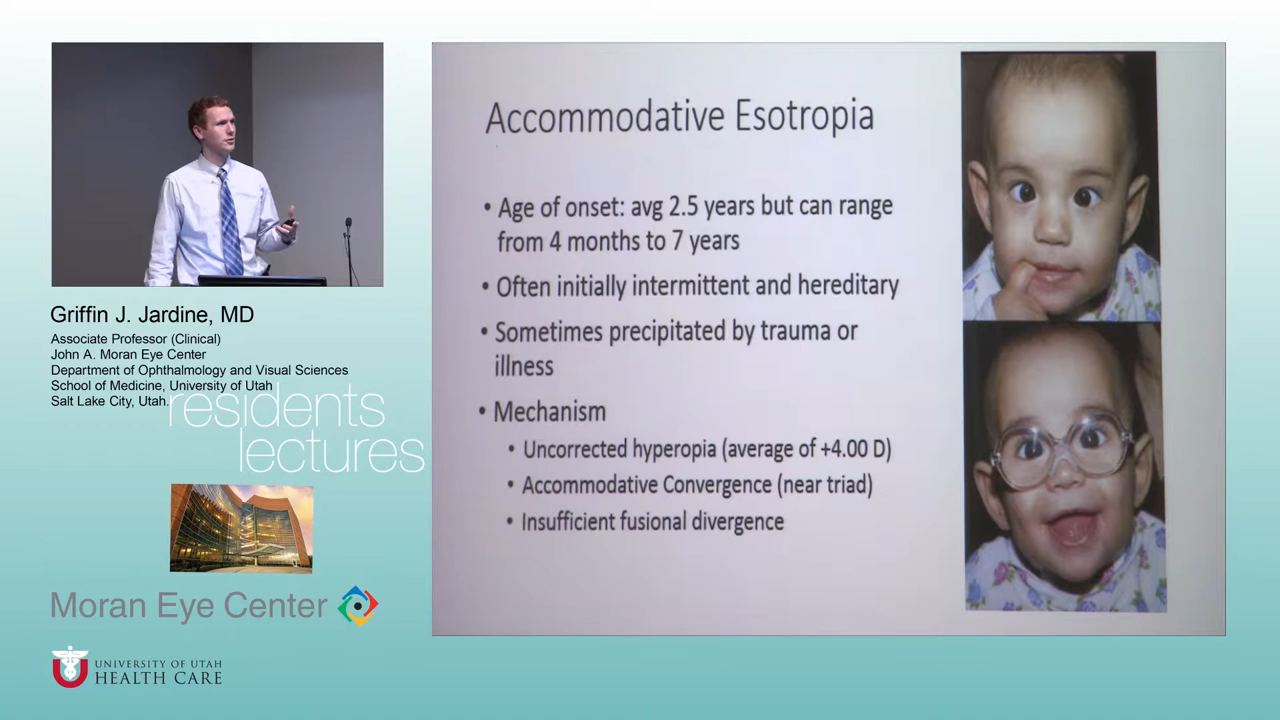 Accommodative Esotropia
• Age of onset: avg 2.5 years but can range
from 4 months to 7 years
• Often initially intermittent and hereditary
• Sometimes precipitated by trauma or
illness
• Mechanism
• Uncorrected hyperopia (average of +4.00 D)
• Accommodative Convergence (near triad)
• Insufficient fusional divergence
Griffin J. Jardine, MD
Associate Professor (Clinical)
John A. Moran Eye Center
Department of Ophthalmology and Visual Sciences
School of Medicine, University of Utah
Salt Lake City, Utah.
residents
lectures
Moran Eye Center
UNIVERSITY OF UTAH
HEALTH CARE